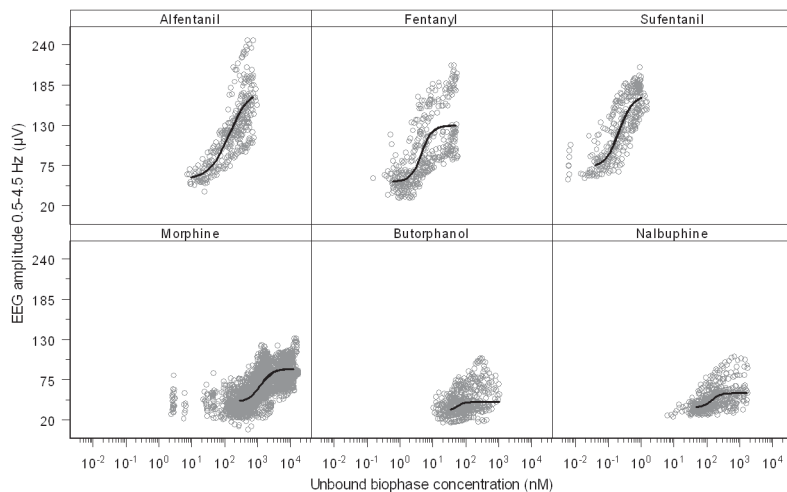 Alfentanil Fentanyl Sufentanil
240
185
130
75
20
Morphine Butorphanol Nalbuphine
240
185
130
75
20
EEG amplitude 0.5-4.5 Hz (µV)
10-2 10-1 100 101 102 103 104 10-2 10-1 100 101 102 103 104 10-2 10-1 100 101 102 103 104
Unbound biophase concentration (nM)